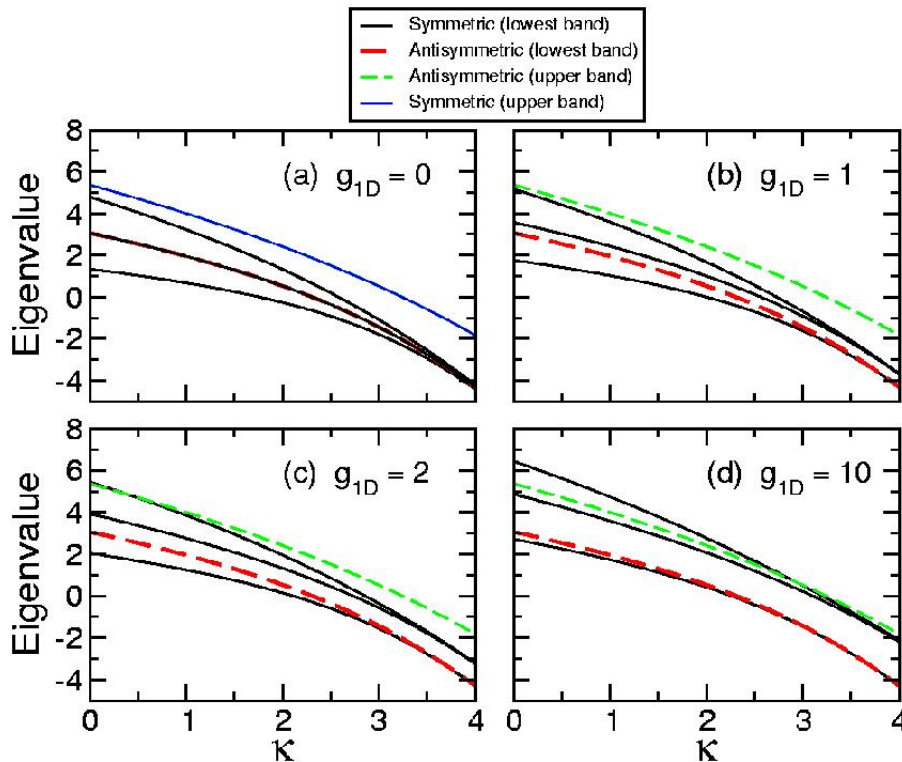 Symmetric (lowest band)
Antisymmetric (lowest band)
Antisymmetric (upper band)
Symmetric (upper band)
8
6
4
2
0
-2
-4
Eigenvalue
(a) g1D = 0
(b) g1D = 1
8
6
4
2
0
-2
-4
Eigenvalue
(c) g1D = 2
(d) g1D = 10
0 1 2 3 4 0 1 2 3 4
κ κ